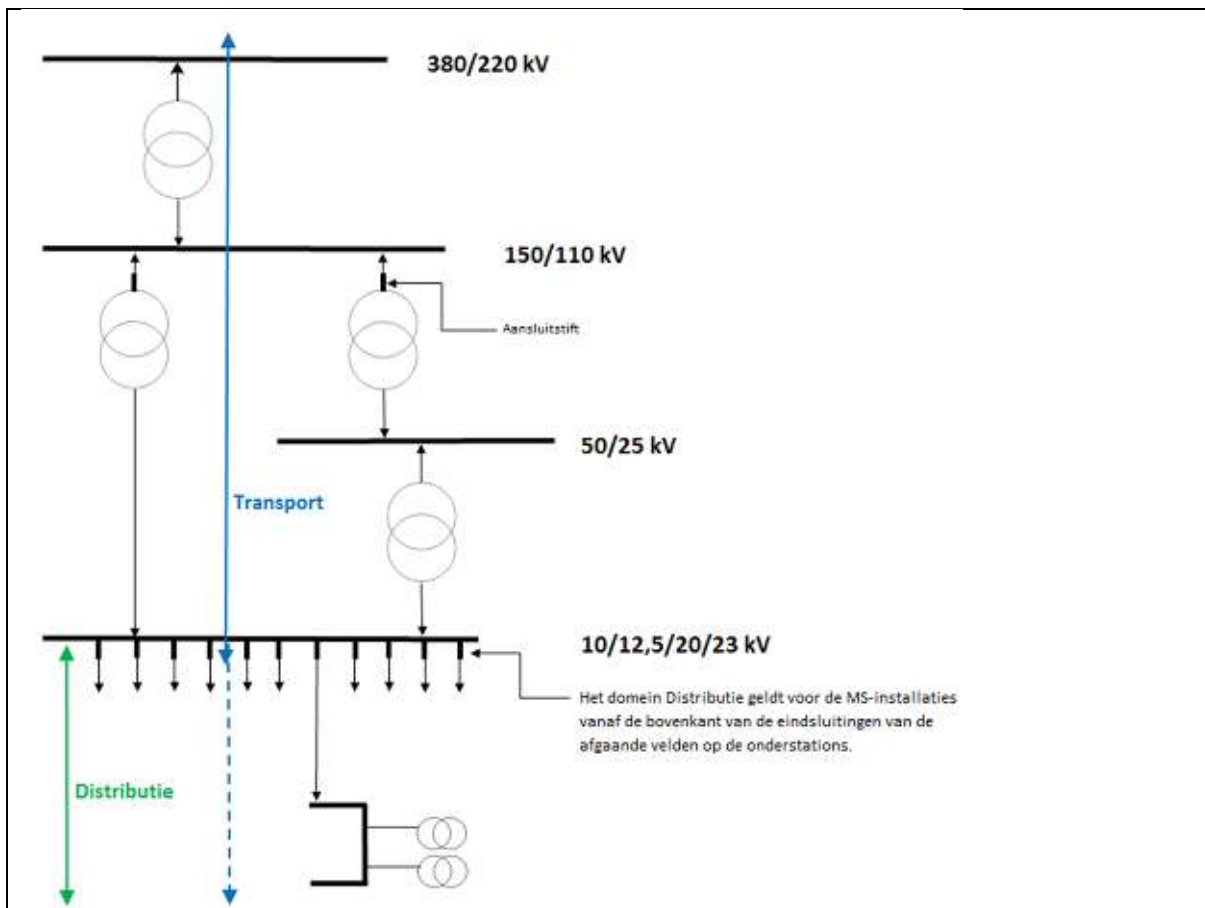 380/220 kV
150/110 kV
Aansluitstift
50/25 kV
Transport
10/12,5/20/23 kV
Het domein Distributie geldt voor de MS-installaties
vanaf de bovenkant van de eindsluitingen van de
afgaande velden op de onderstations.
Distributie